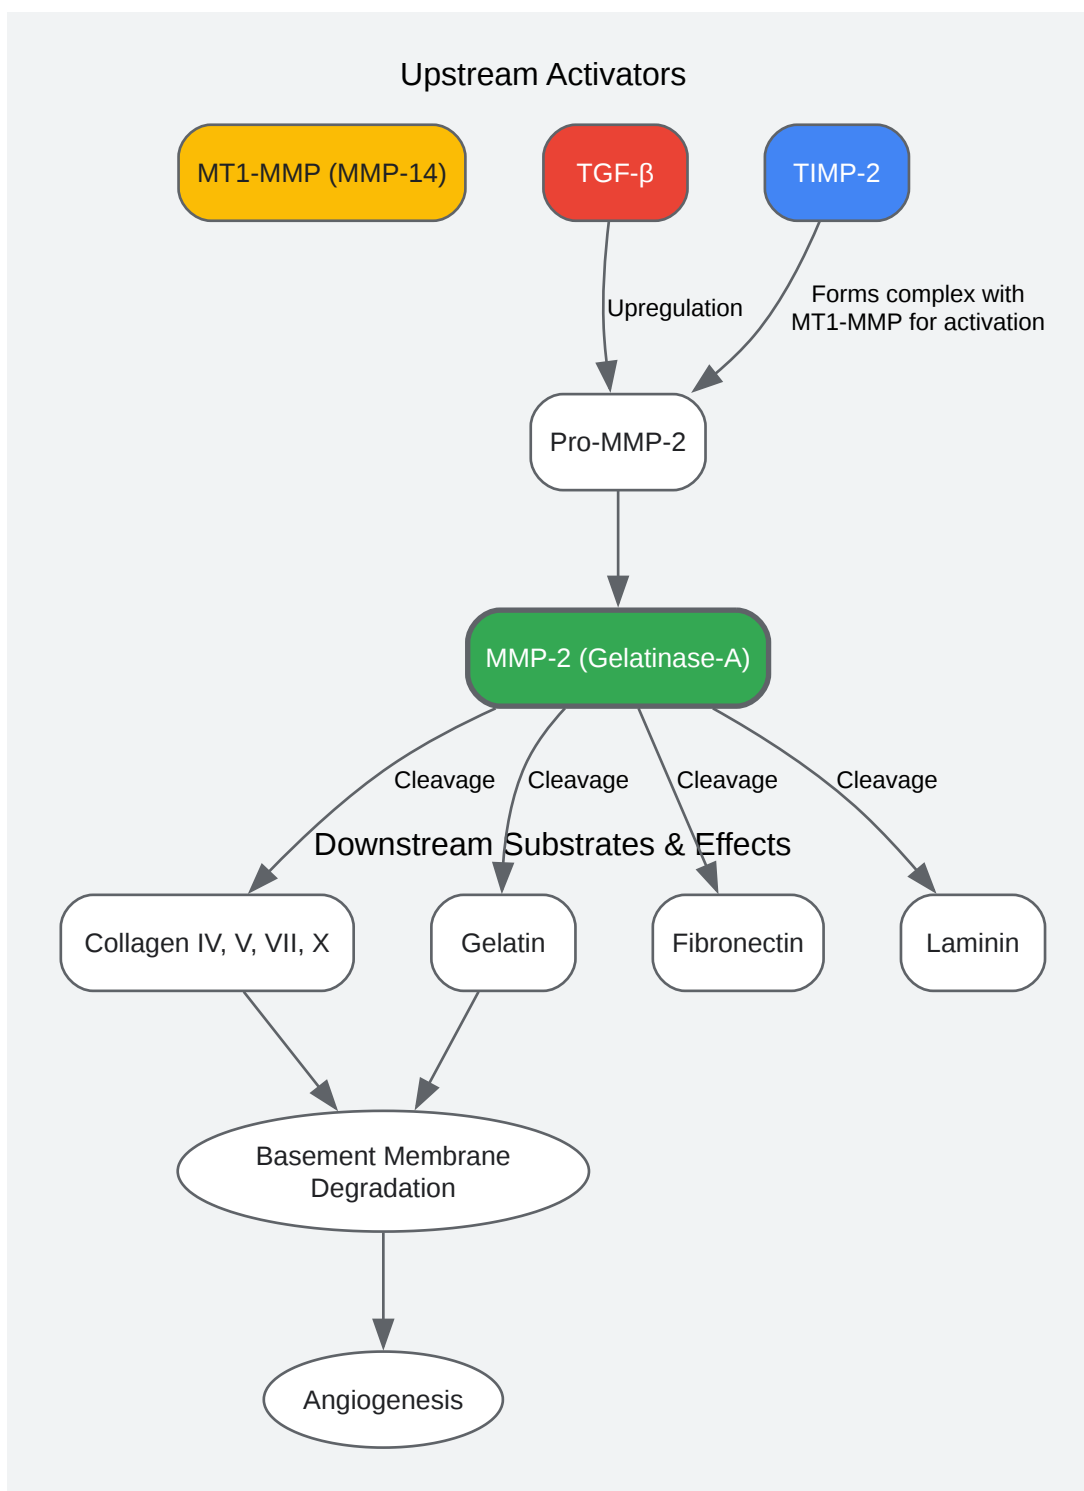 Upstream Activators
MT1-MMP (MMP-14)
TGF-β
TIMP-2
Upregulation
Forms complex with
MT1-MMP for activation
Pro-MMP-2
MMP-2 (Gelatinase-A)
Cleavage
Cleavage
Cleavage
Cleavage
Downstream Substrates & Effects
Collagen IV, V, VII, X
Gelatin
Fibronectin
Laminin
Basement Membrane
Degradation
Angiogenesis